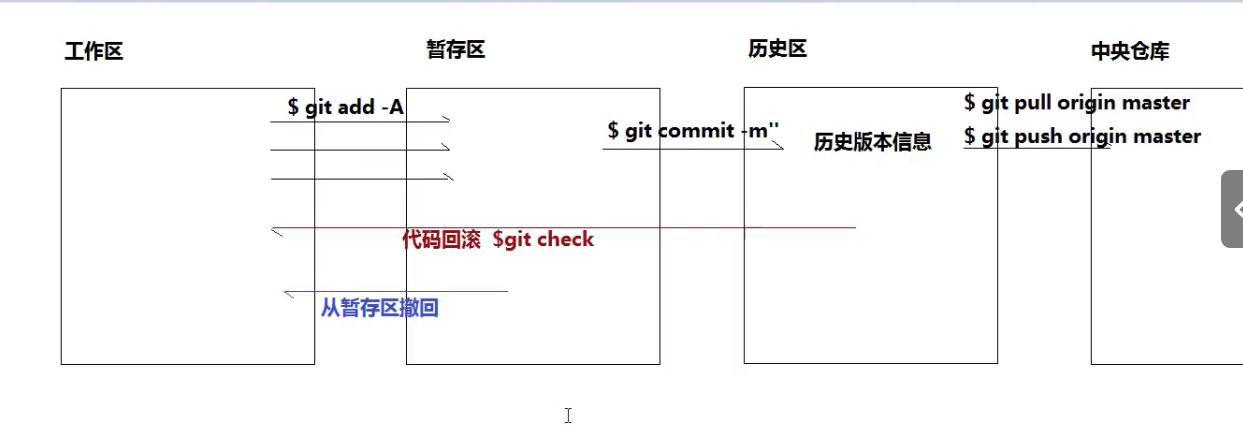 工作区
暂存区
历史区
中央仓库
$ git add -A
$ git commit -m''
历史版本信息
$ git pull origin master
$ git push origin master
代码回滚 $git check
从暂存区撤回